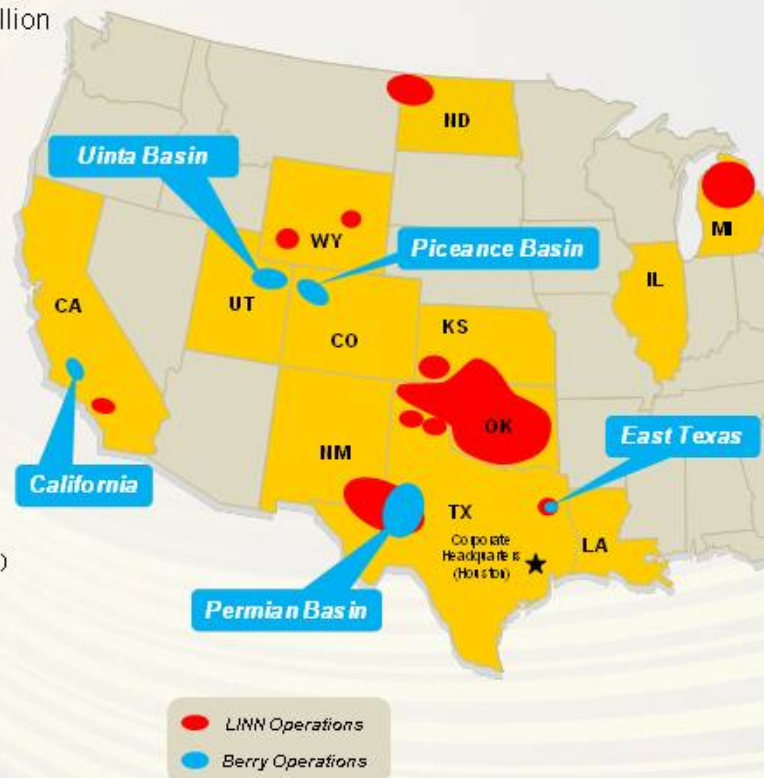 llion
ND
Uinta Basin
WY
MI
Piceance Basin
IL
CA
UT
KS
CO
OK
East Texas
NM
California
TX
LA
Corporate
Headquarters
(Houston)
)
Permian Basin
LINN Operations
Berry Operations